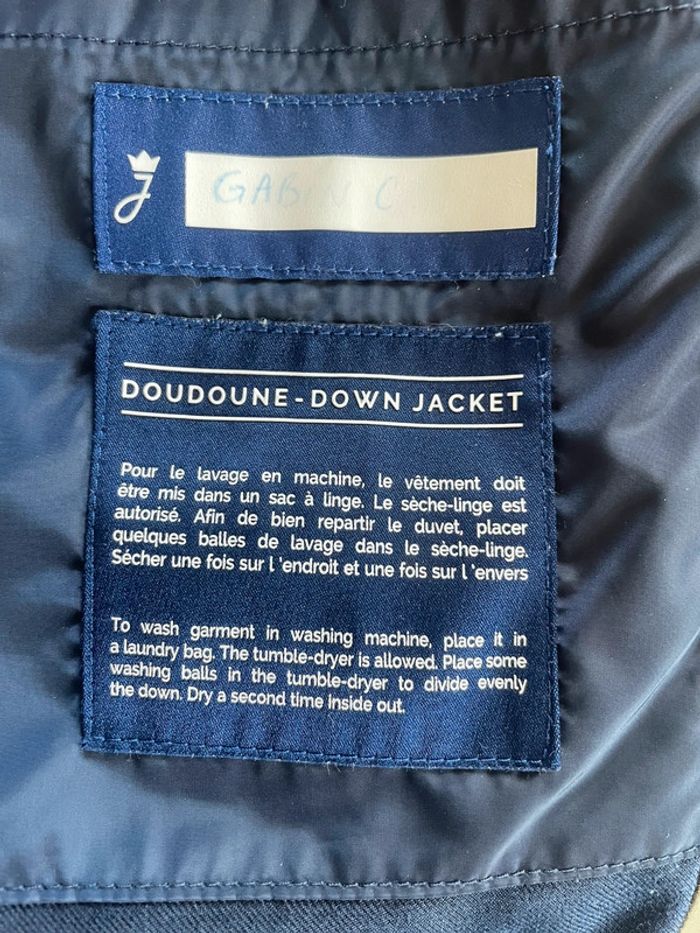 J
GABIN C
DOUDOUNE - DOWN JACKET
Pour le lavage en machine, le vêtement doit
être mis dans un sac à linge. Le sèche-linge est
autorisé. Afin de bien repartir le duvet, placer
quelques balles de lavage dans le sèche-linge.
Sécher une fois sur l 'endroit et une fois sur l 'envers
To wash garment in washing machine, place it in
a laundry bag. The tumble-dryer is allowed. Place some
washing balls in the tumble-dryer to divide evenly
the down. Dry a second time inside out.